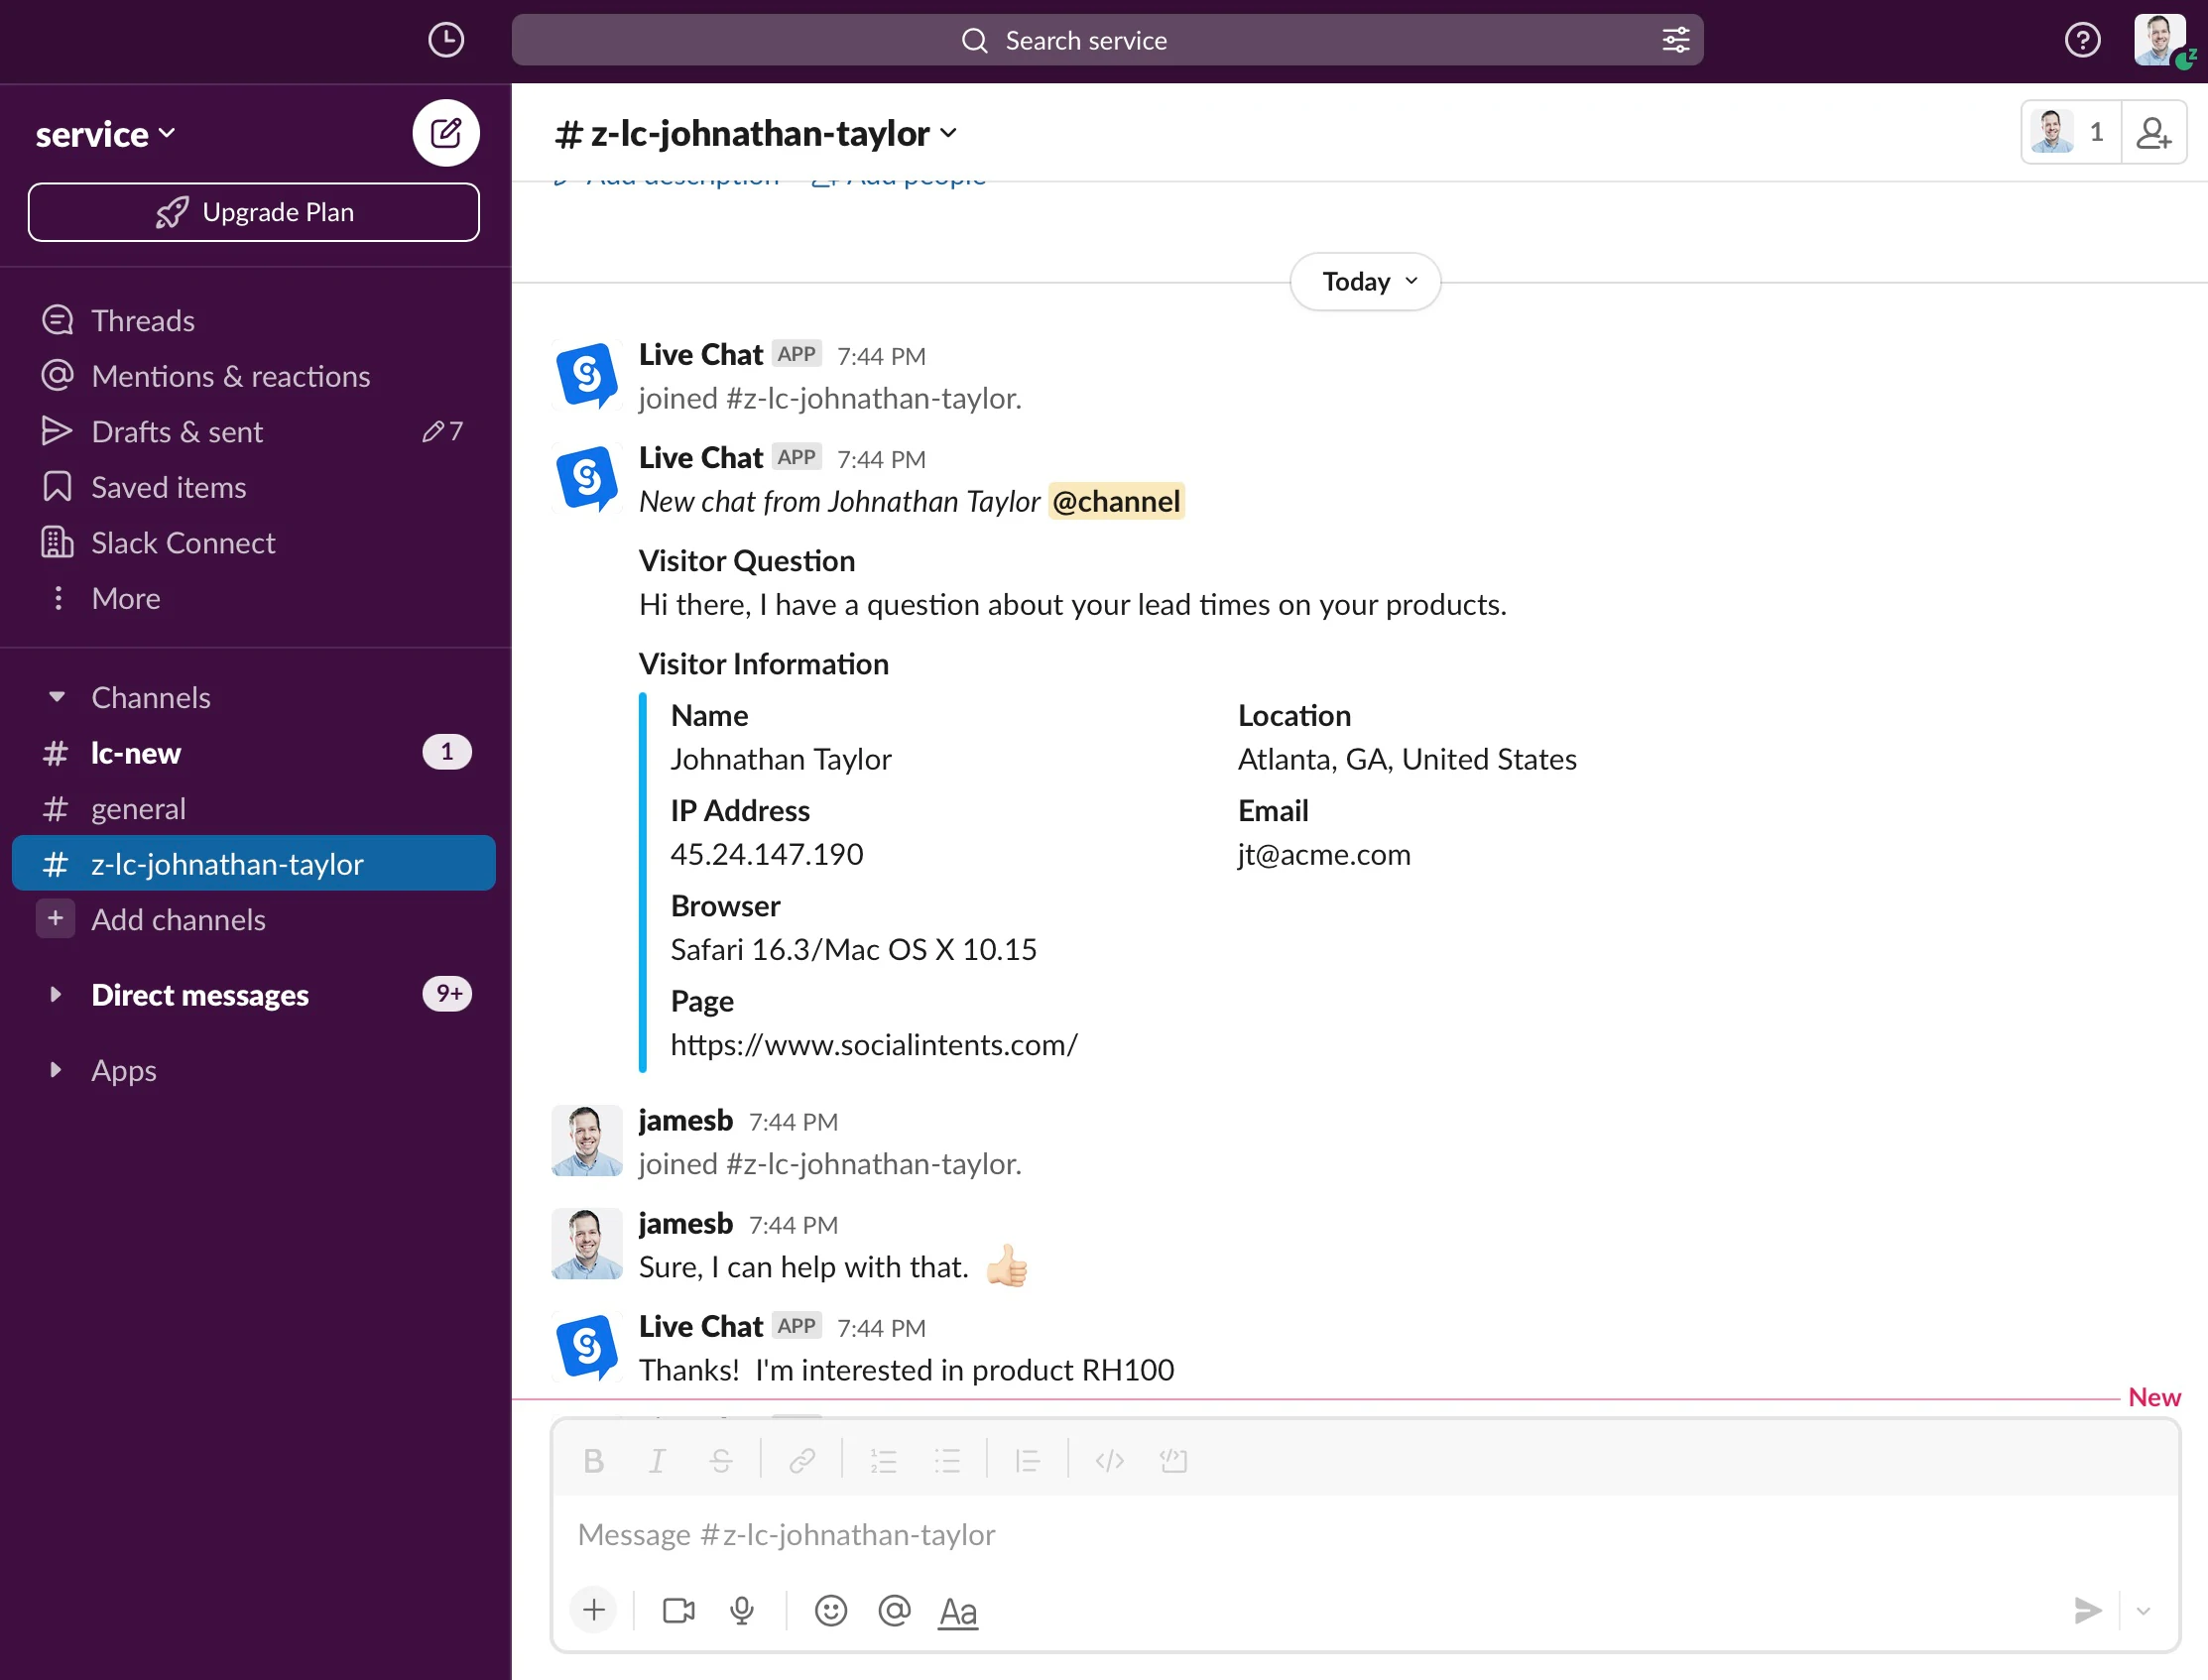 Search service
service
Upgrade Plan
Threads
Mentions & reactions
Drafts & sent 7
Saved items
Slack Connect
More
Channels
# lc-new 1
# general
# z-lc-johnathan-taylor
+ Add channels
Direct messages 9+
Apps
# z-lc-johnathan-taylor
1
Add description Add people
Today
Live Chat APP 7:44 PM
joined #z-lc-johnathan-taylor.
Live Chat APP 7:44 PM
New chat from Johnathan Taylor @channel
Visitor Question
Hi there, I have a question about your lead times on your products.
Visitor Information
Name Location
Johnathan Taylor Atlanta, GA, United States
IP Address Email
45.24.147.190 jt@acme.com
Browser
Safari 16.3/Mac OS X 10.15
Page
https://www.socialintents.com/
jamesb 7:44 PM
joined #z-lc-johnathan-taylor.
jamesb 7:44 PM
Sure, I can help with that. 👍🏻
Live Chat APP 7:44 PM
Thanks!  I'm interested in product RH100
New
B I S
Message #z-lc-johnathan-taylor
Aa